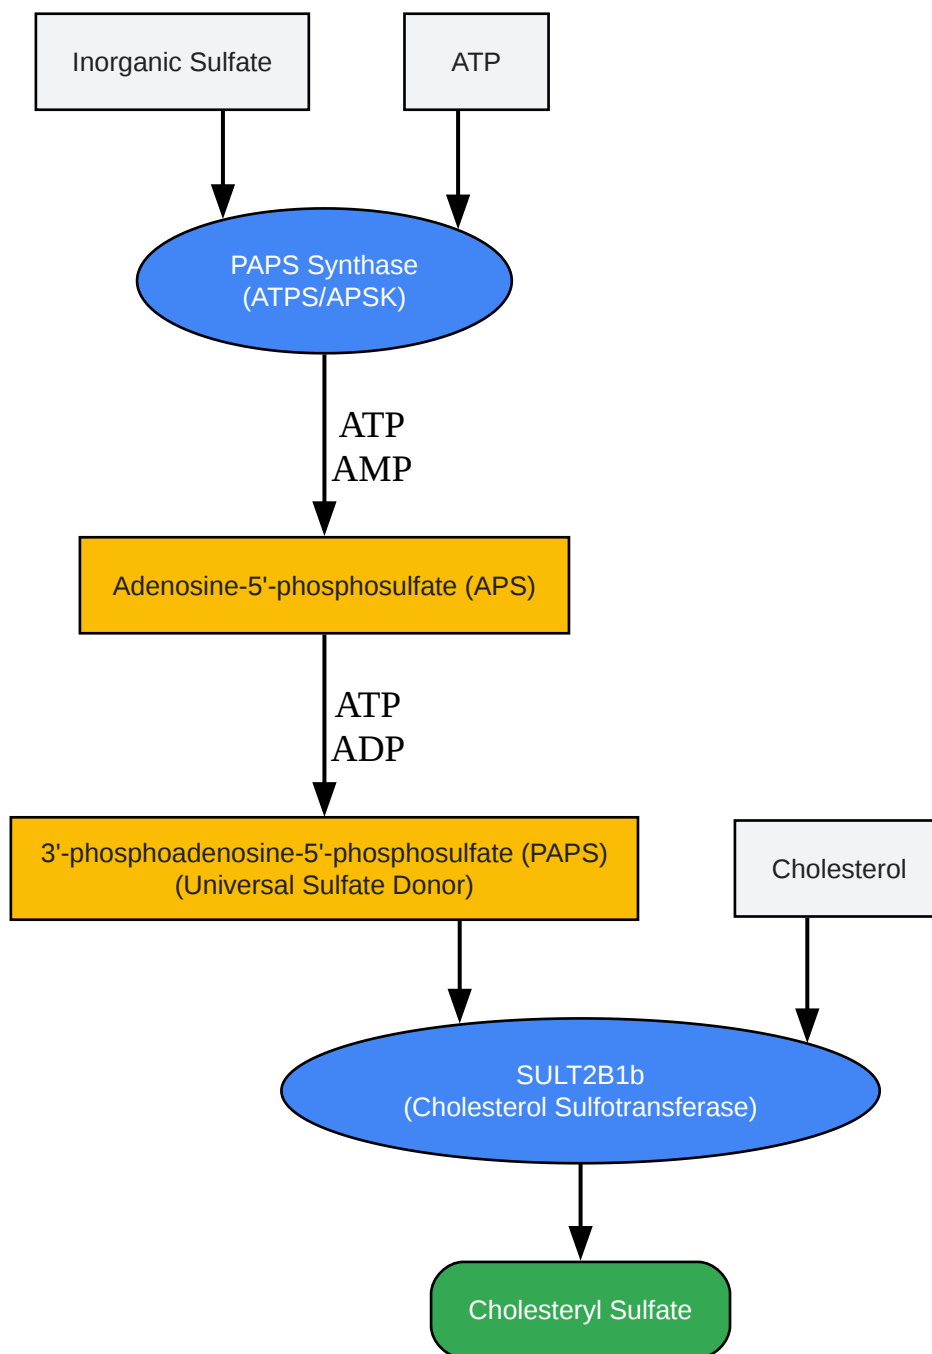 Inorganic Sulfate
ATP
PAPS Synthase
(ATPS/APSK)
ATP
AMP
Adenosine-5'-phosphosulfate (APS)
ATP
ADP
3'-phosphoadenosine-5'-phosphosulfate (PAPS)
(Universal Sulfate Donor)
Cholesterol
SULT2B1b
(Cholesterol Sulfotransferase)
Cholesteryl Sulfate